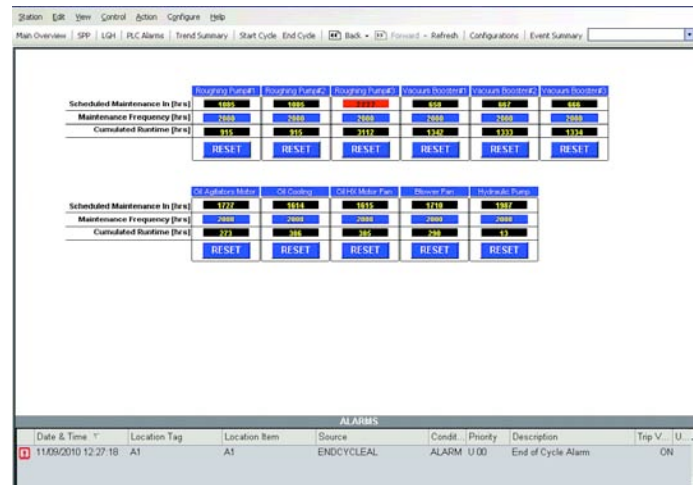 Station Edit View Control Action Configure Help
Main Overview SPP LQH PLC Alarms Trend Summary Start Cycle End Cycle Back Forward Refresh Configurations Event Summary
Roughing Pump#1 Roughing Pump#2 Roughing Pump#3 Vacuum Booster#1 Vacuum Booster#2 Vacuum Booster#3
Scheduled Maintenance In [hrs] 1085 1085 658 667 666
Maintenance Frequency [hrs] 2000 2000 2000 2000 2000 2000
Cumulated Runtime [hrs] 915 915 3112 1342 1333 1334
RESET RESET RESET RESET RESET RESET
Oil Agitators Motor Oil Cooling Oil HX Motor Fan Blower Fan Hydraulic Pump
Scheduled Maintenance In [hrs] 1727 1614 1615 1710 1987
Maintenance Frequency [hrs] 2000 2000 2000 2000 2000
Cumulated Runtime [hrs] 273 386 385 290 13
RESET RESET RESET RESET RESET
ALARMS
Date & Time Location Tag Location Item Source Condit... Priority Description Trip V... U...
11/09/2010 12:27:18 A1 A1 ENDCYCLEAL ALARM U 00 End of Cycle Alarm ON